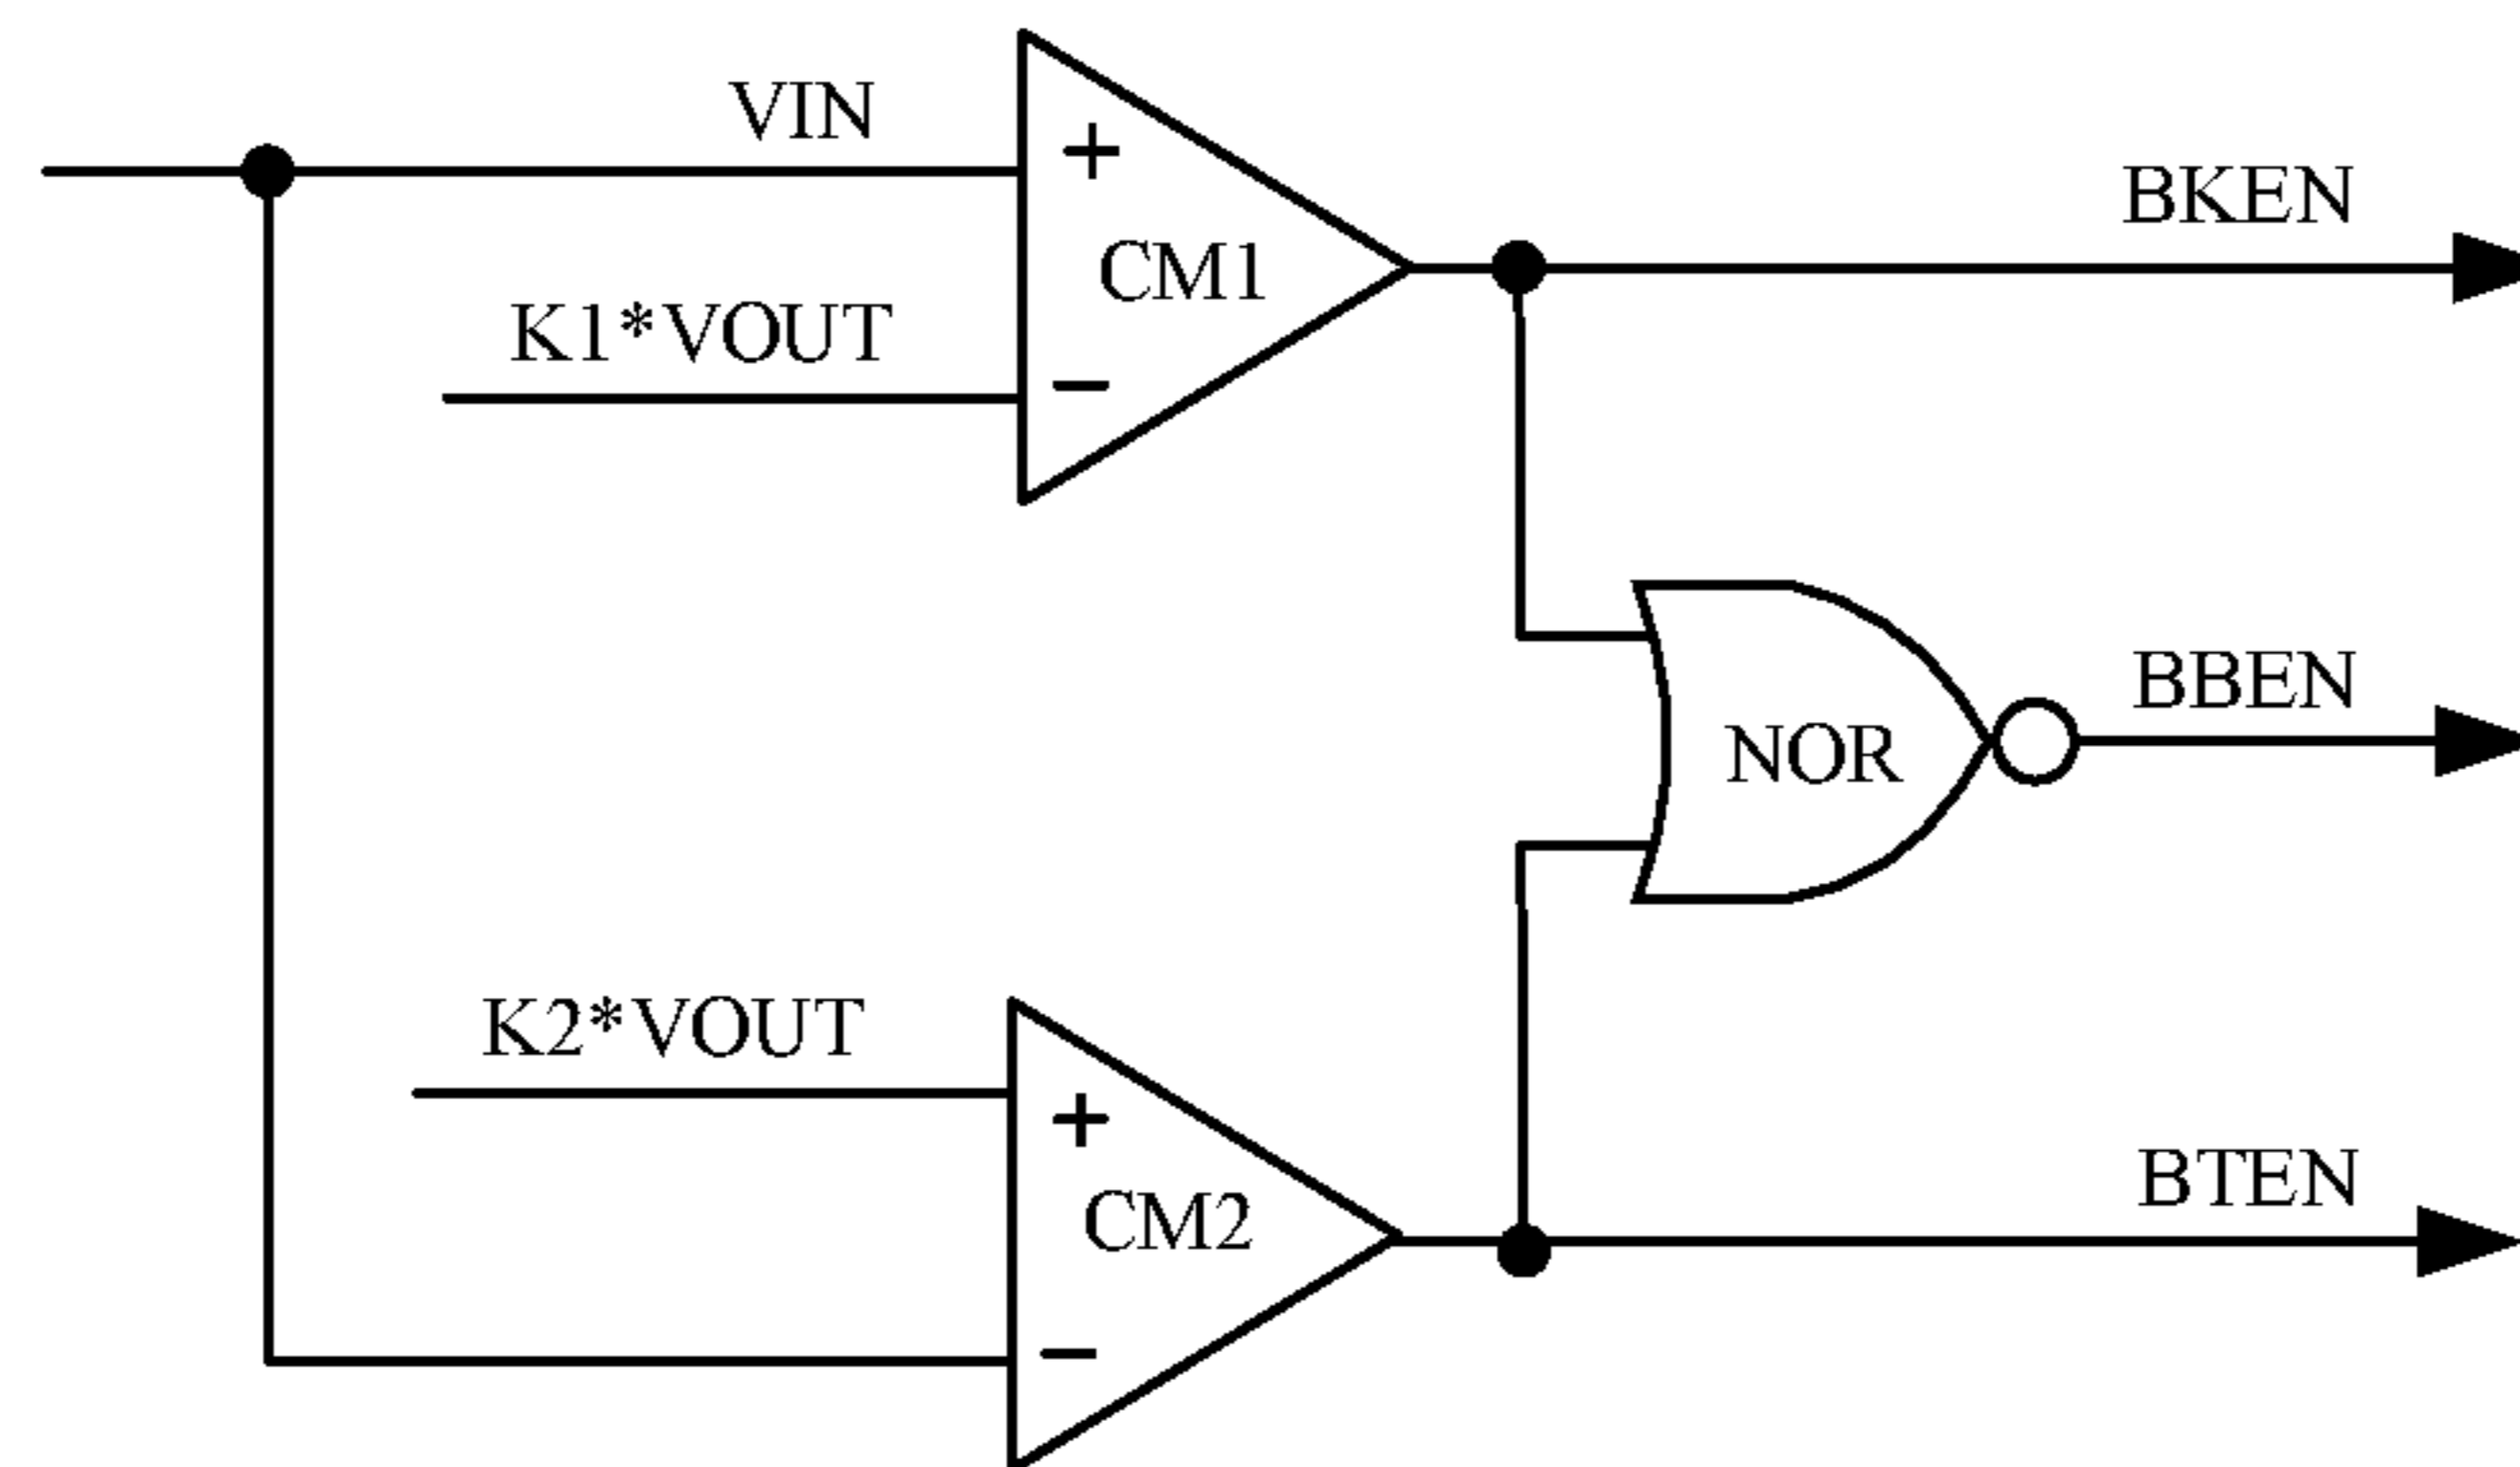 VIN
+
CM1
BKEN
K1*VOUT
−
BBEN
NOR
K2*VOUT
+
CM2
BTEN
−